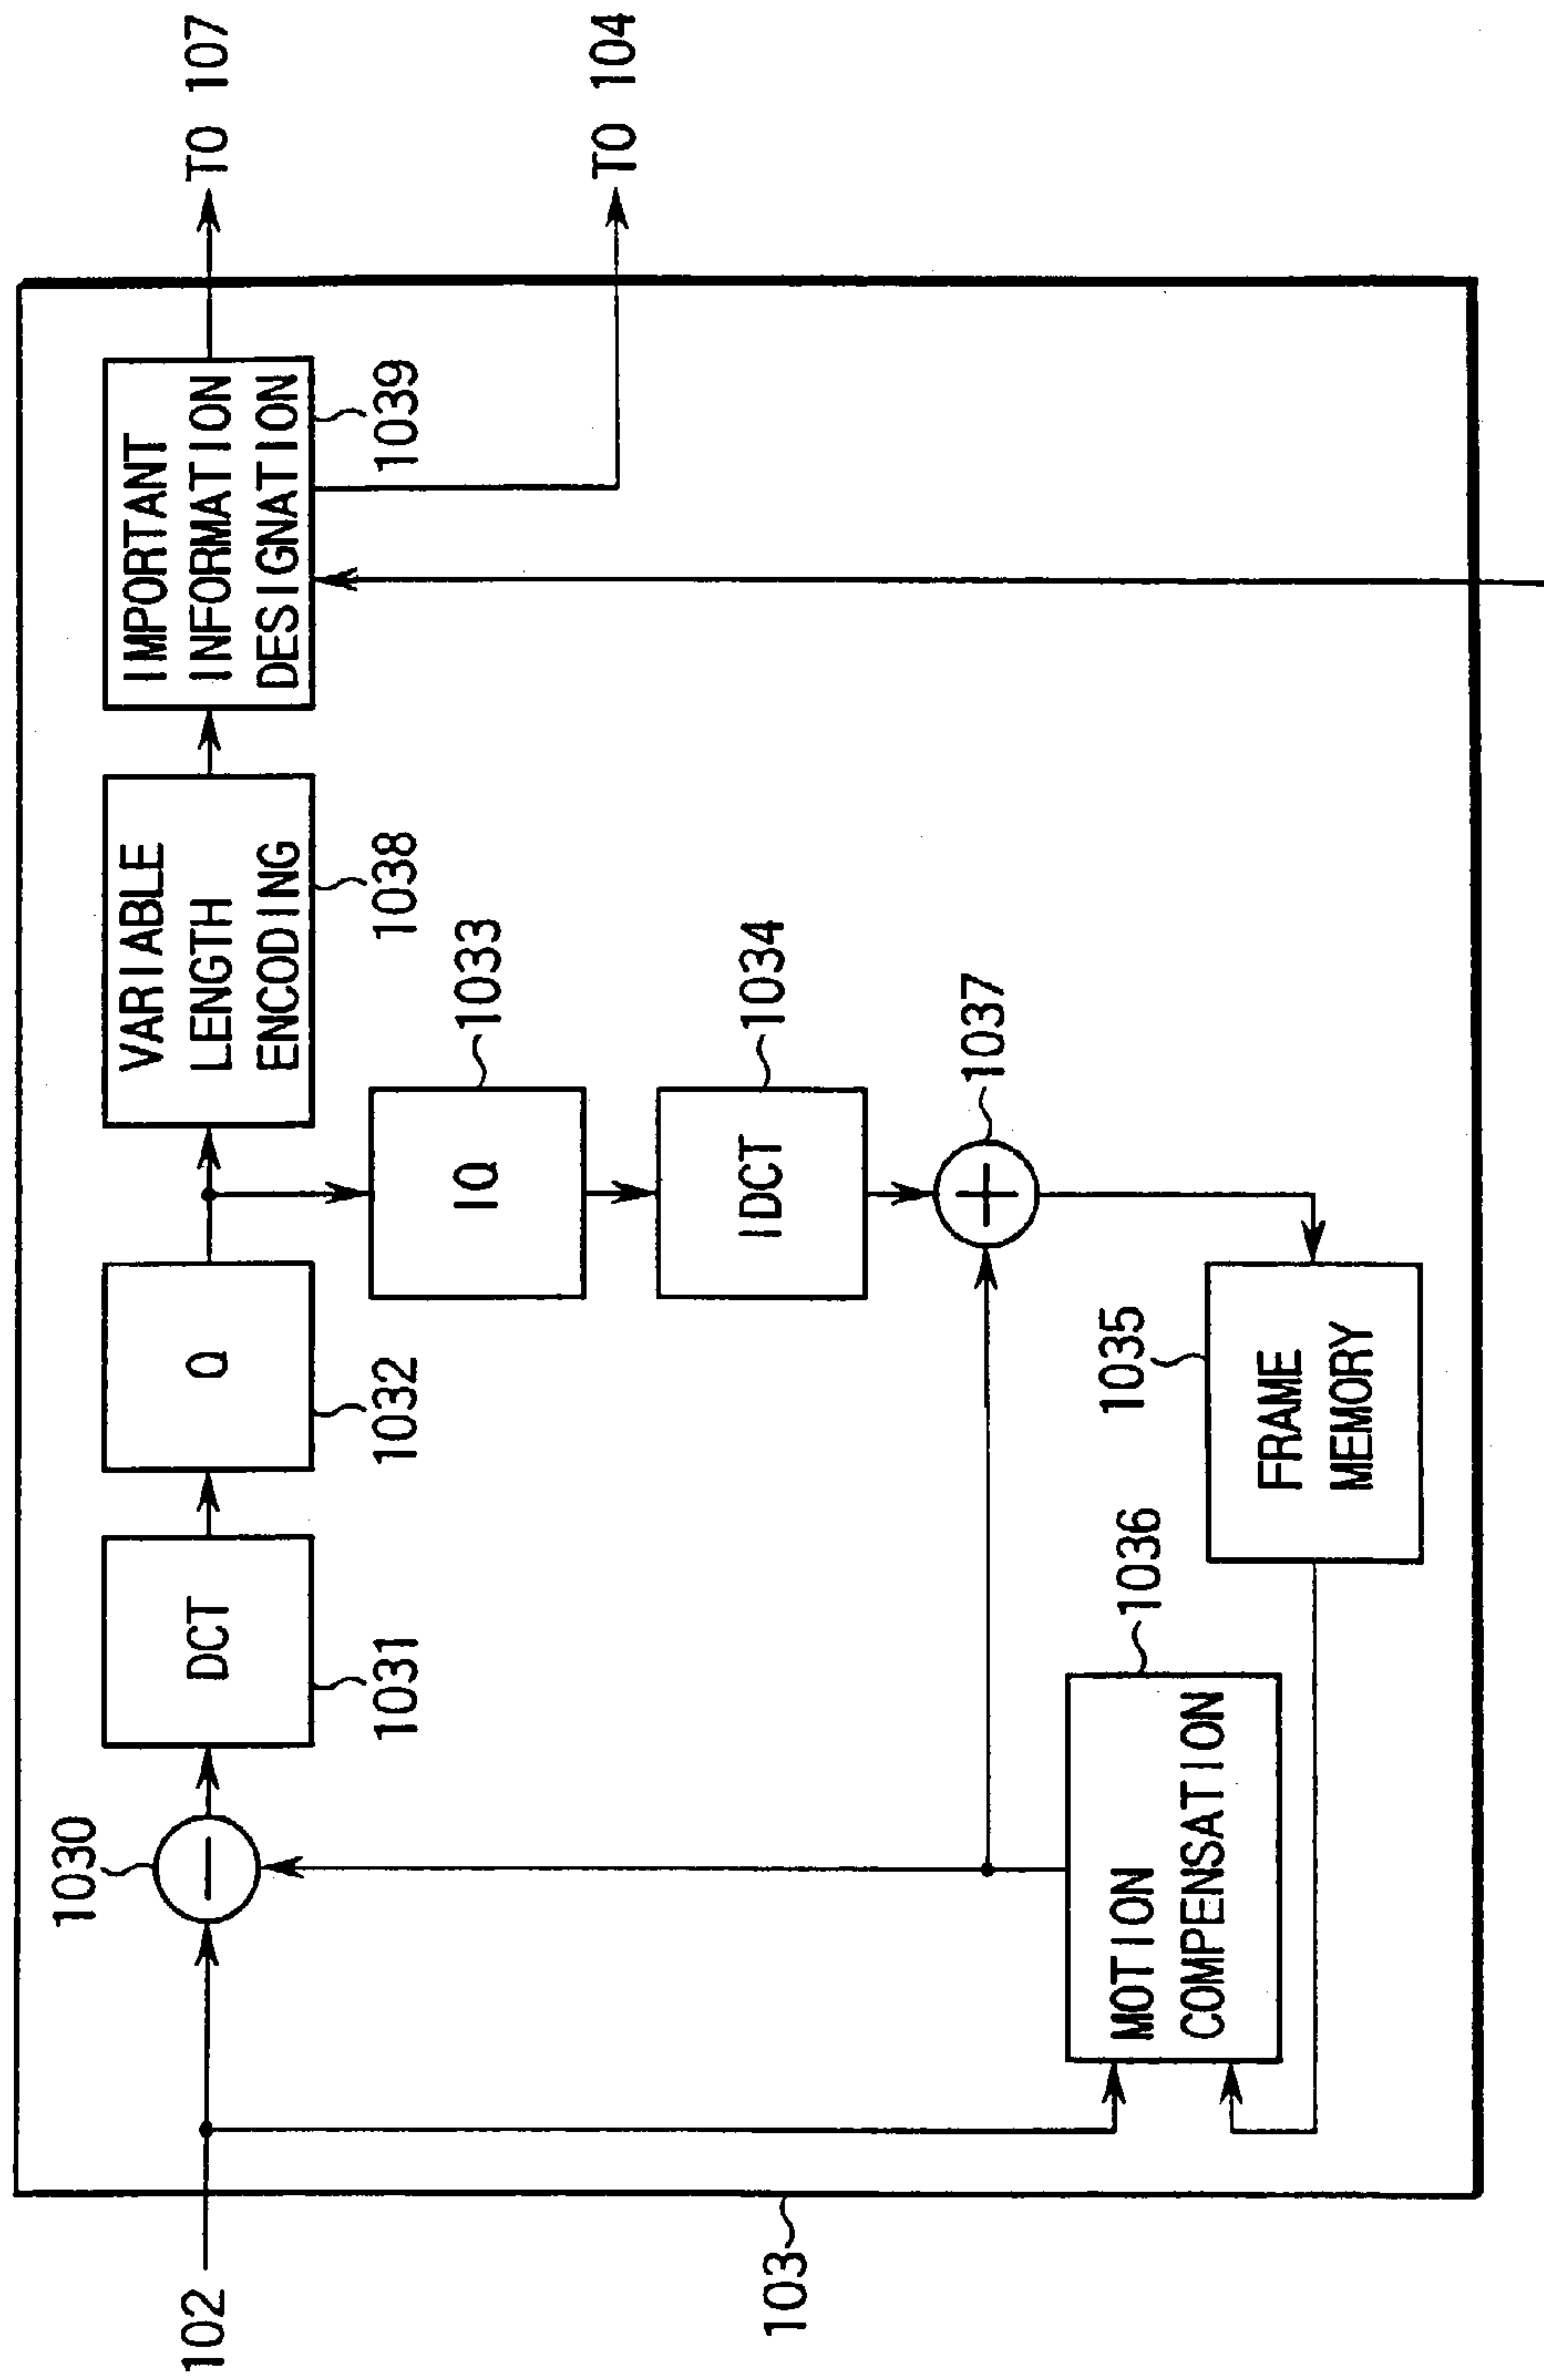 102
103
1030
DCT
1031
Q
1032
VARIABLE
LENGTH
ENCODING
1038
IMPORTANT
INFORMATION
DESIGNATION
1039
TO 107
TO 104
IQ
1033
IDCT
1034
1037
MOTION
COMPENSATION
1036
FRAME
MEMORY
1035